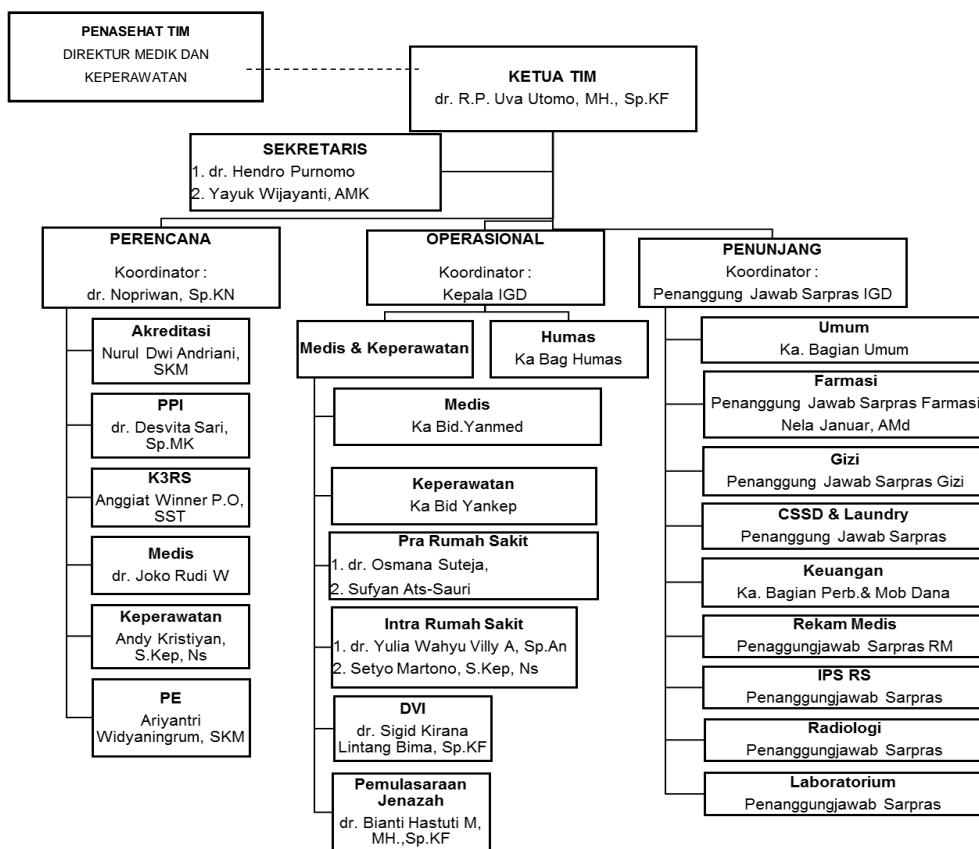 PENASEHAT TIM
DIREKTUR MEDIK DAN
KEPERAWATAN
KETUA TIM
dr. R.P. Uva Utomo, MH., Sp.KF
SEKRETARIS
1. dr. Hendro Purnomo
2. Yayuk Wijayanti, AMK
PERENCANA
Koordinator :
dr. Nopriwan, Sp.KN
Akreditasi
Nurul Dwi Andriani,
SKM
PPI
dr. Desvita Sari,
Sp.MK
K3RS
Anggiat Winner P.O,
SST
Medis
dr. Joko Rudi W
Keperawatan
Andy Kristiyan,
S.Kep, Ns
PE
Ariyantri
Widyaningrum, SKM
OPERASIONAL
Koordinator :
Kepala IGD
Medis & Keperawatan
Humas
Ka Bag Humas
Medis
Ka Bid.Yanmed
Keperawatan
Ka Bid Yankep
Pra Rumah Sakit
1. dr. Osmana Suteja,
2. Sufyan Ats-Sauri
Intra Rumah Sakit
1. dr. Yulia Wahyu Villy A, Sp.An
2. Setyo Martono, S.Kep, Ns
DVI
dr. Sigid Kirana
Lintang Bima, Sp.KF
Pemulasaraan
Jenazah
dr. Bianti Hastuti M,
MH.,Sp.KF
PENUNJANG
Koordinator :
Penanggung Jawab Sarpras IGD
Umum
Ka. Bagian Umum
Farmasi
Penanggung Jawab Sarpras Farmasi
Nela Januar, AMd
Gizi
Penanggung Jawab Sarpras Gizi
CSSD & Laundry
Penanggung Jawab Sarpras
Keuangan
Ka. Bagian Perb.& Mob Dana
Rekam Medis
Penaggungjawab Sarpras RM
IPS RS
Penanggungjawab Sarpras
Radiologi
Penanggungjawab Sarpras
Laboratorium
Penanggungjawab Sarpras